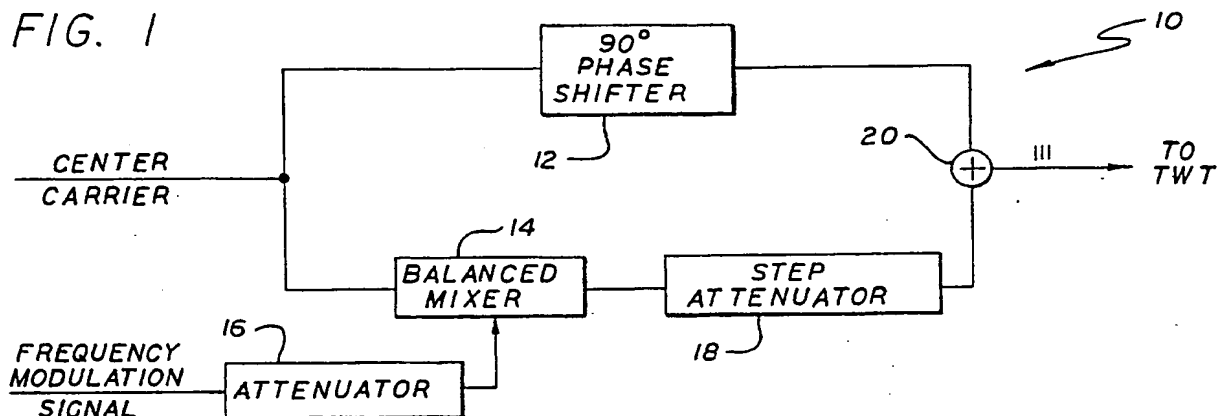 FIG. 1
10
90°
PHASE
SHIFTER
12
CENTER
CARRIER
20
111
TO
TWT
14
BALANCED
MIXER
STEP
ATTENUATOR
18
16
FREQUENCY
MODULATION
SIGNAL
ATTENUATOR